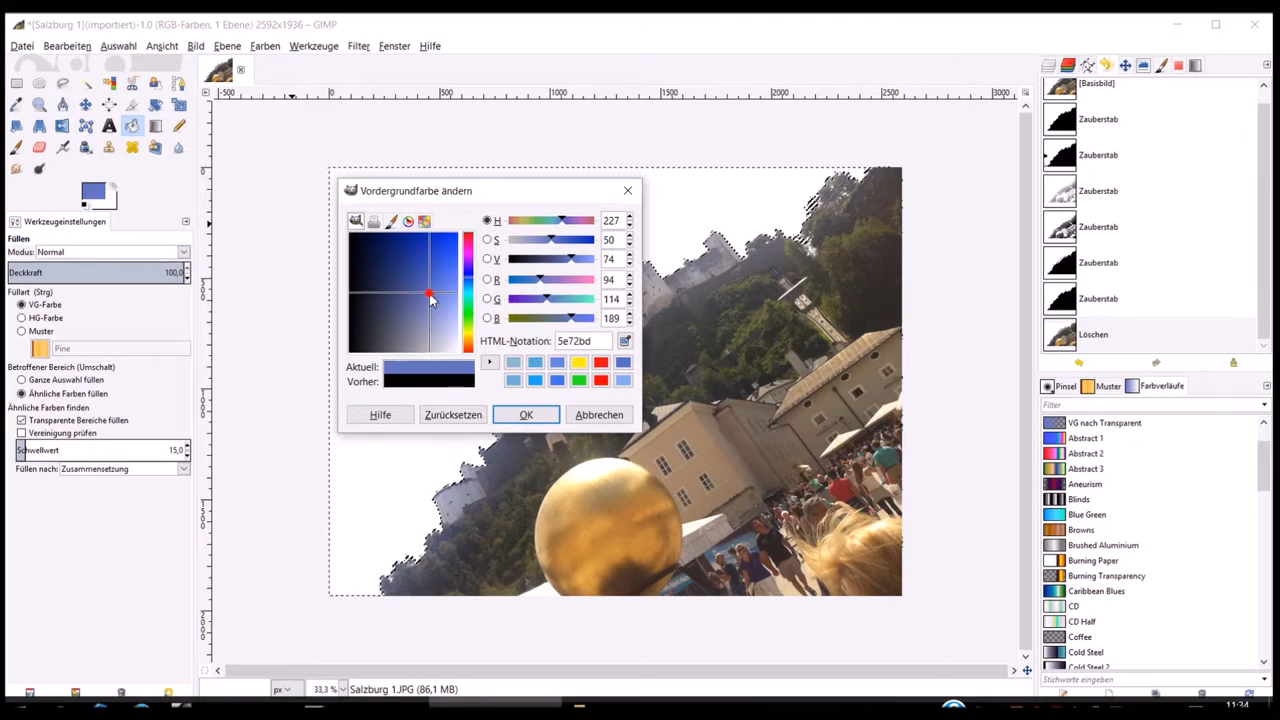 *[Salzburg 1](importiert)-1.0 (RGB-Farben, 1 Ebene) 2592x1936 – GIMP
Datei Bearbeiten Auswahl Ansicht Bild Ebene Farben Werkzeuge Filter Fenster Hilfe
-500 0 500 1000 1500 2000 2500 3000
Werkzeugeinstellungen
Füllen
Modus: Normal
Deckkraft 100,0
Füllart (Strg)
VG-Farbe
HG-Farbe
Muster
Pine
Betroffener Bereich (Umschalt)
Ganze Auswahl füllen
Ähnliche Farben füllen
Ähnliche Farben finden
Transparente Bereiche füllen
Vereinigung prüfen
Schwellwert 15,0
Füllen nach: Zusammensetzung
Vordergrundfarbe ändern
H 227
S 50
V 74
R 94
G 114
B 189
HTML-Notation: 5e72bd
Aktuell:
Vorher:
Hilfe Zurücksetzen OK Abbrechen
[Basisbild]
Zauberstab
Zauberstab
Zauberstab
Zauberstab
Zauberstab
Zauberstab
Löschen
Pinsel Muster Farbverläufe
Filter
VG nach Transparent
Abstract 1
Abstract 2
Abstract 3
Aneurism
Blinds
Blue Green
Browns
Brushed Aluminium
Burning Paper
Burning Transparency
Caribbean Blues
CD
CD Half
Coffee
Cold Steel
Cold Steel 2
Stichworte eingeben
px 33,3 % Salzburg 1.JPG (86,1 MB)
11:34